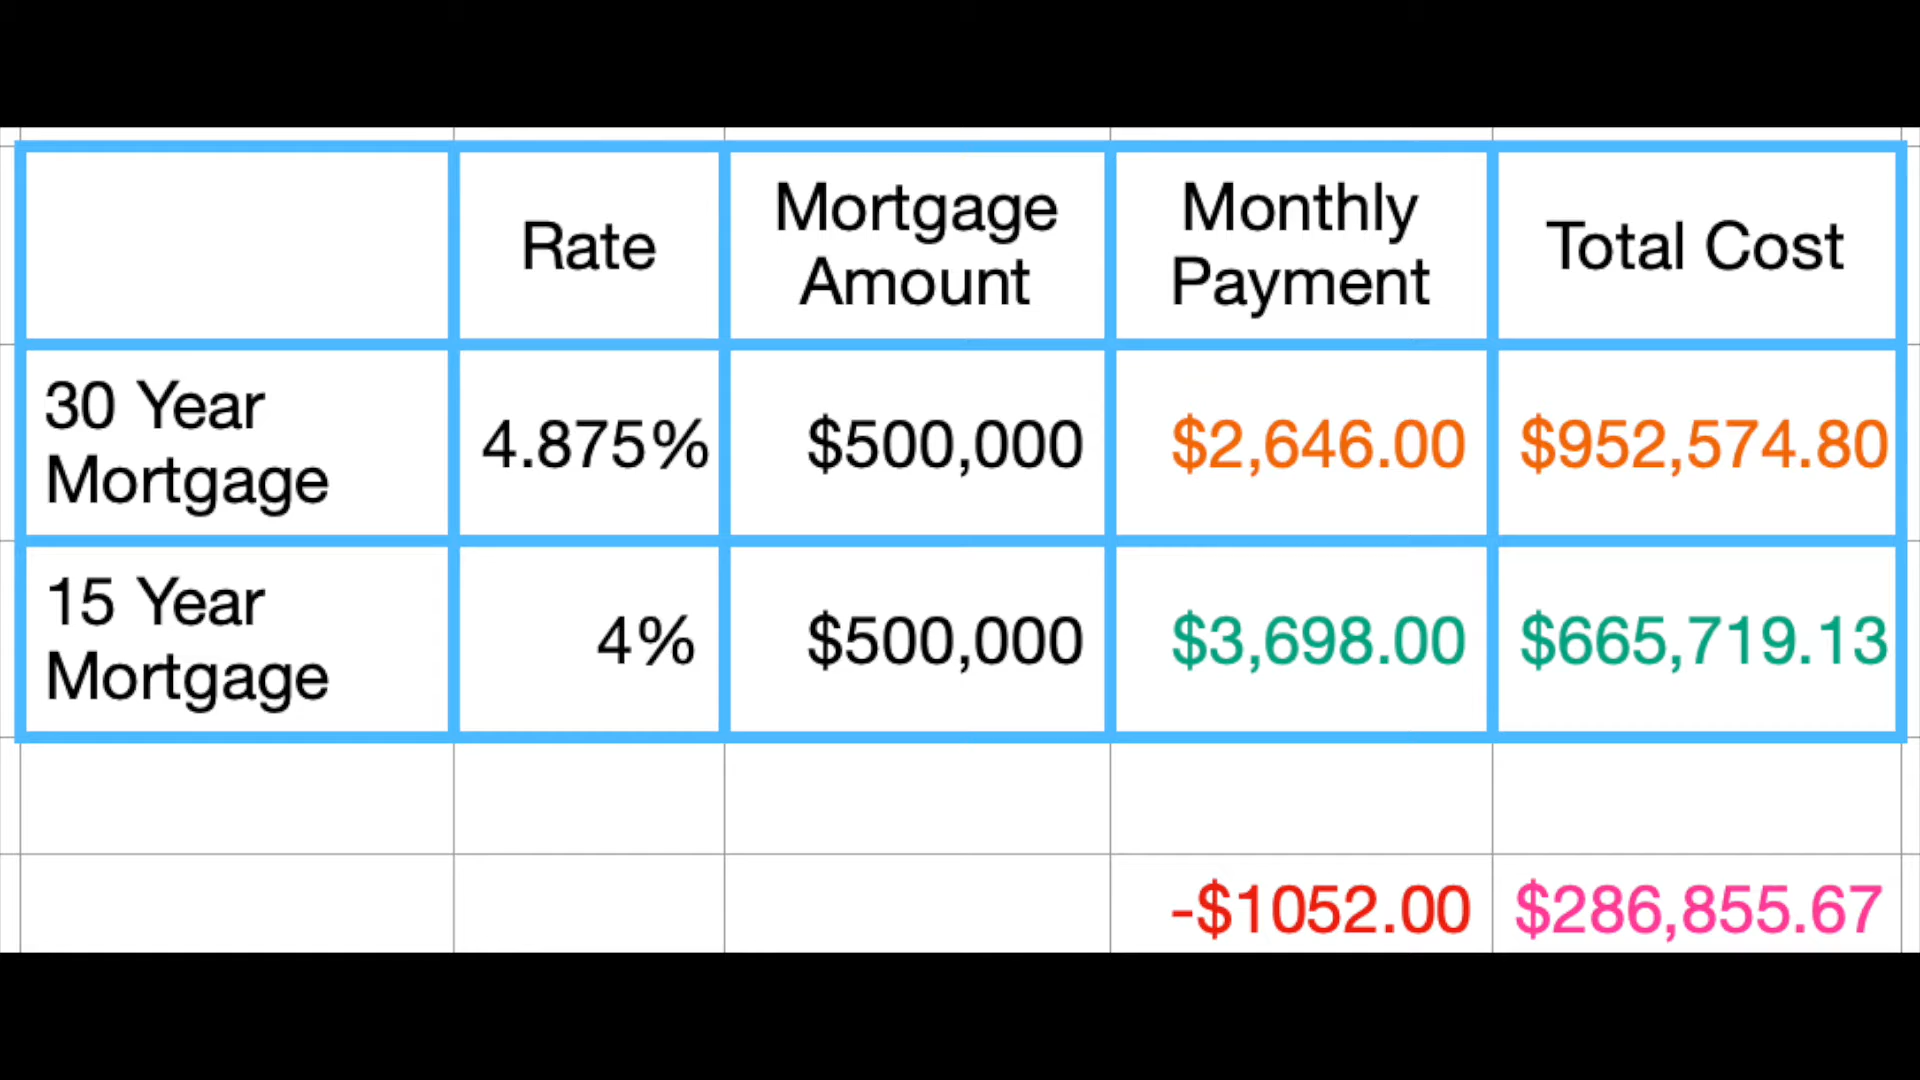 Rate
Mortgage
Amount
Monthly
Payment
Total Cost
30 Year
Mortgage
4.875%
$500,000
$2,646.00
$952,574.80
15 Year
Mortgage
4%
$500,000
$3,698.00
$665,719.13
-$1052.00
$286,855.67